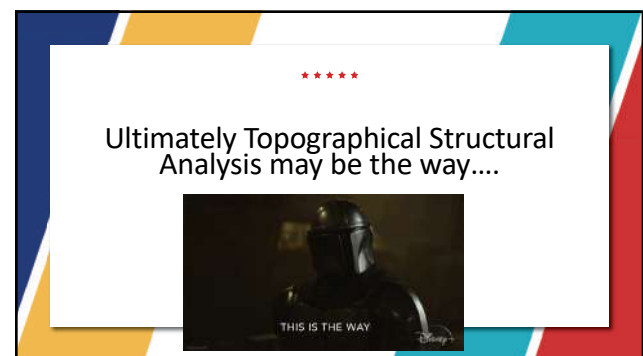 Ultimately Topographical Structural
Analysis may be the way....
THIS IS THE WAY
Disney+